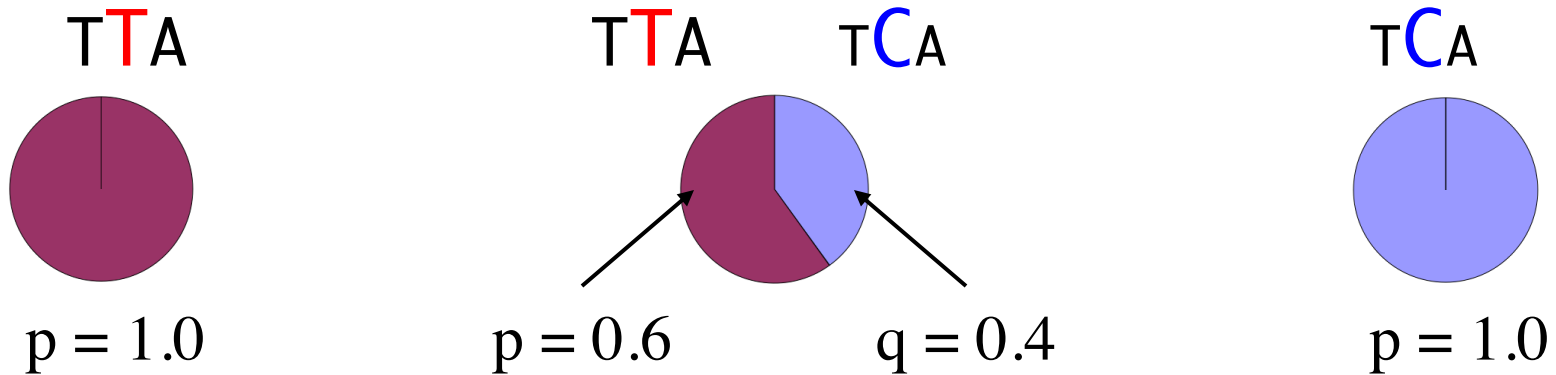 TTA TTA TCA TCA
p = 1.0 p = 0.6 q = 0.4 p = 1.0